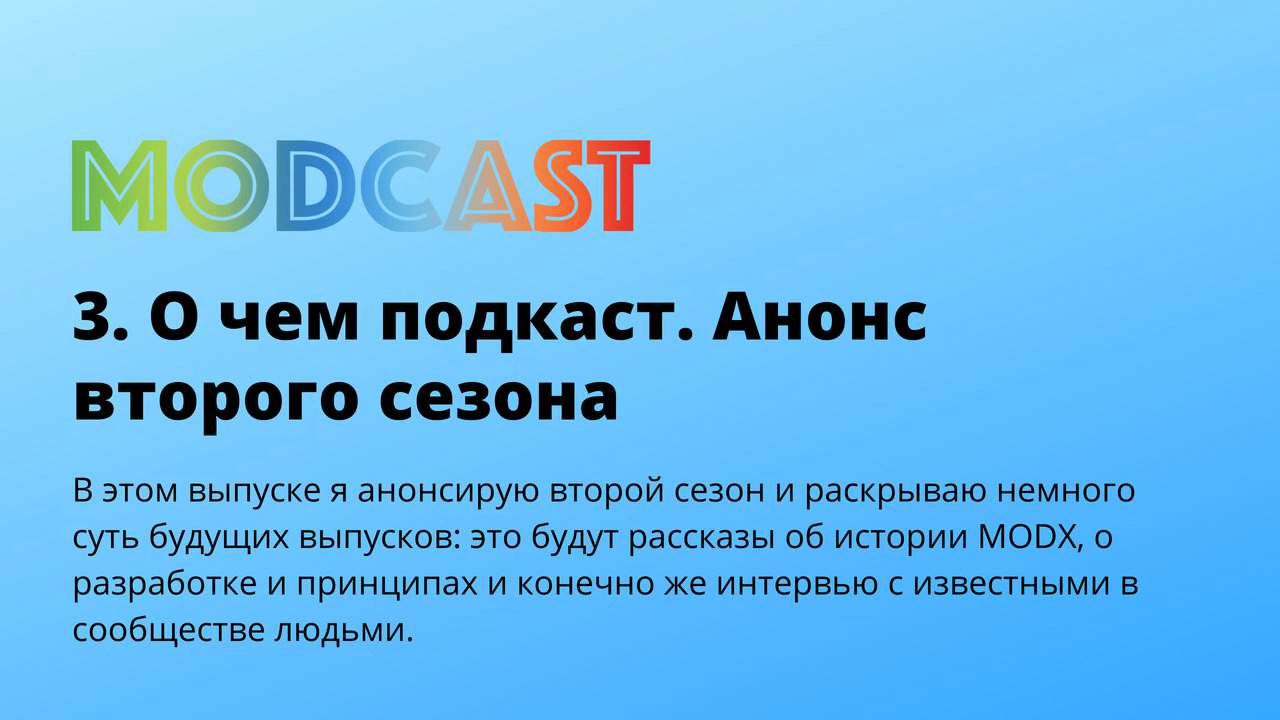 MODCAST
3. О чем подкаст. Анонс
второго сезона
В этом выпуске я анонсирую второй сезон и раскрываю немного
суть будущих выпусков: это будут рассказы об истории MODX, о
разработке и принципах и конечно же интервью с известными в
сообществе людьми.